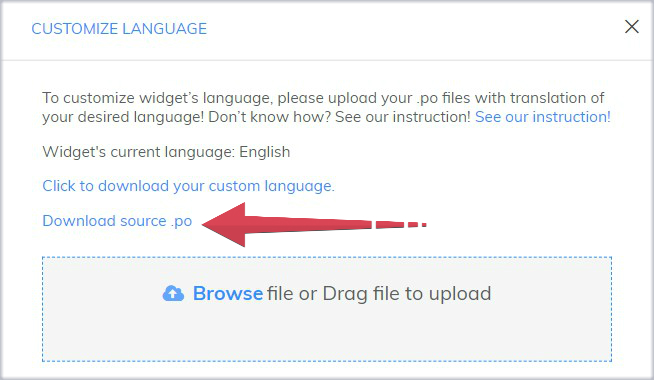 CUSTOMIZE LANGUAGE
To customize widget's language, please upload your .po files with translation of
your desired language! Don't know how? See our instruction! See our instruction!
Widget's current language: English
Click to download your custom language.
Download source .po
Browse file or Drag file to upload